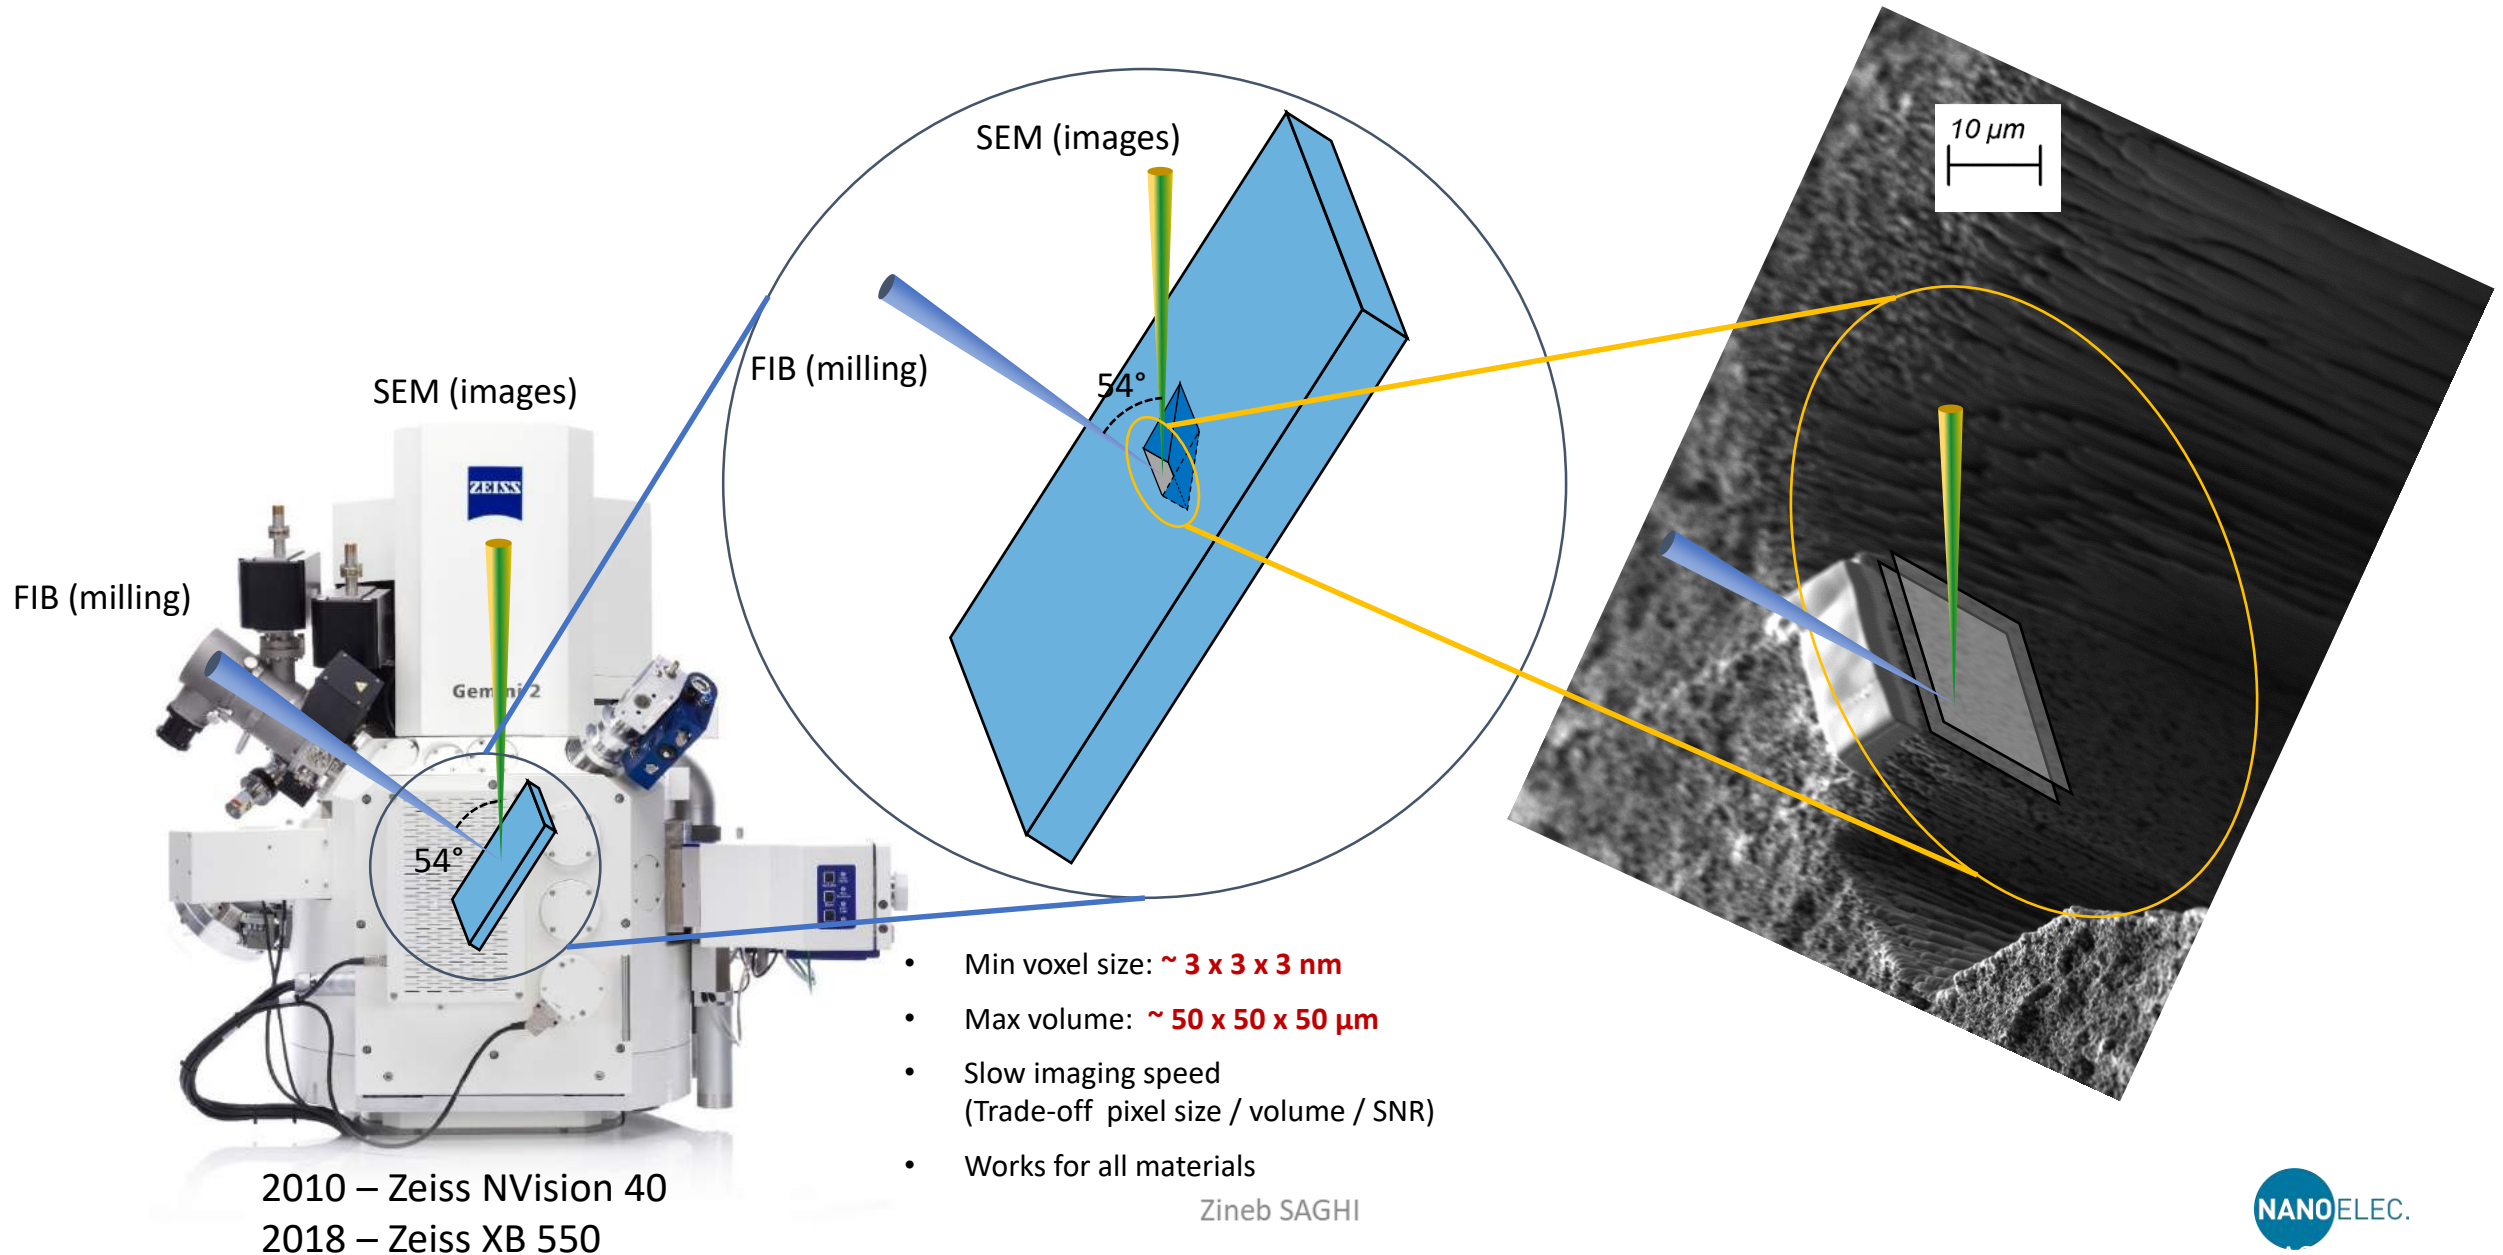 SEM (images)
FIB (milling)
ZEISS
Gemini 2
54°
SEM (images)
FIB (milling)
54°
10 µm
• Min voxel size: ~ 3 x 3 x 3 nm
• Max volume: ~ 50 x 50 x 50 µm
• Slow imaging speed
(Trade-off pixel size / volume / SNR)
• Works for all materials
2010 – Zeiss NVision 40
2018 – Zeiss XB 550
Zineb SAGHI
NANOELEC.